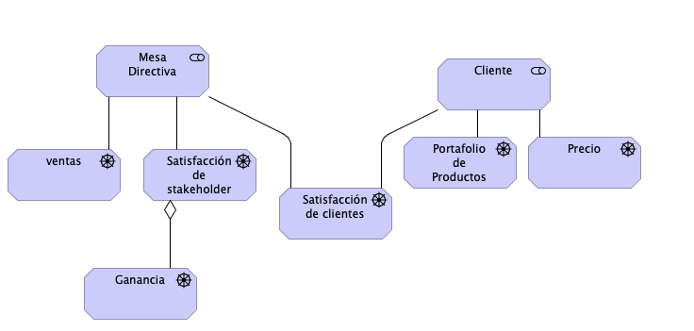 Mesa
Directiva
Cliente
ventas
Satisfacción
de
stakeholder
Portafolio
de
Productos
Precio
Satisfacción
de clientes
Ganancia